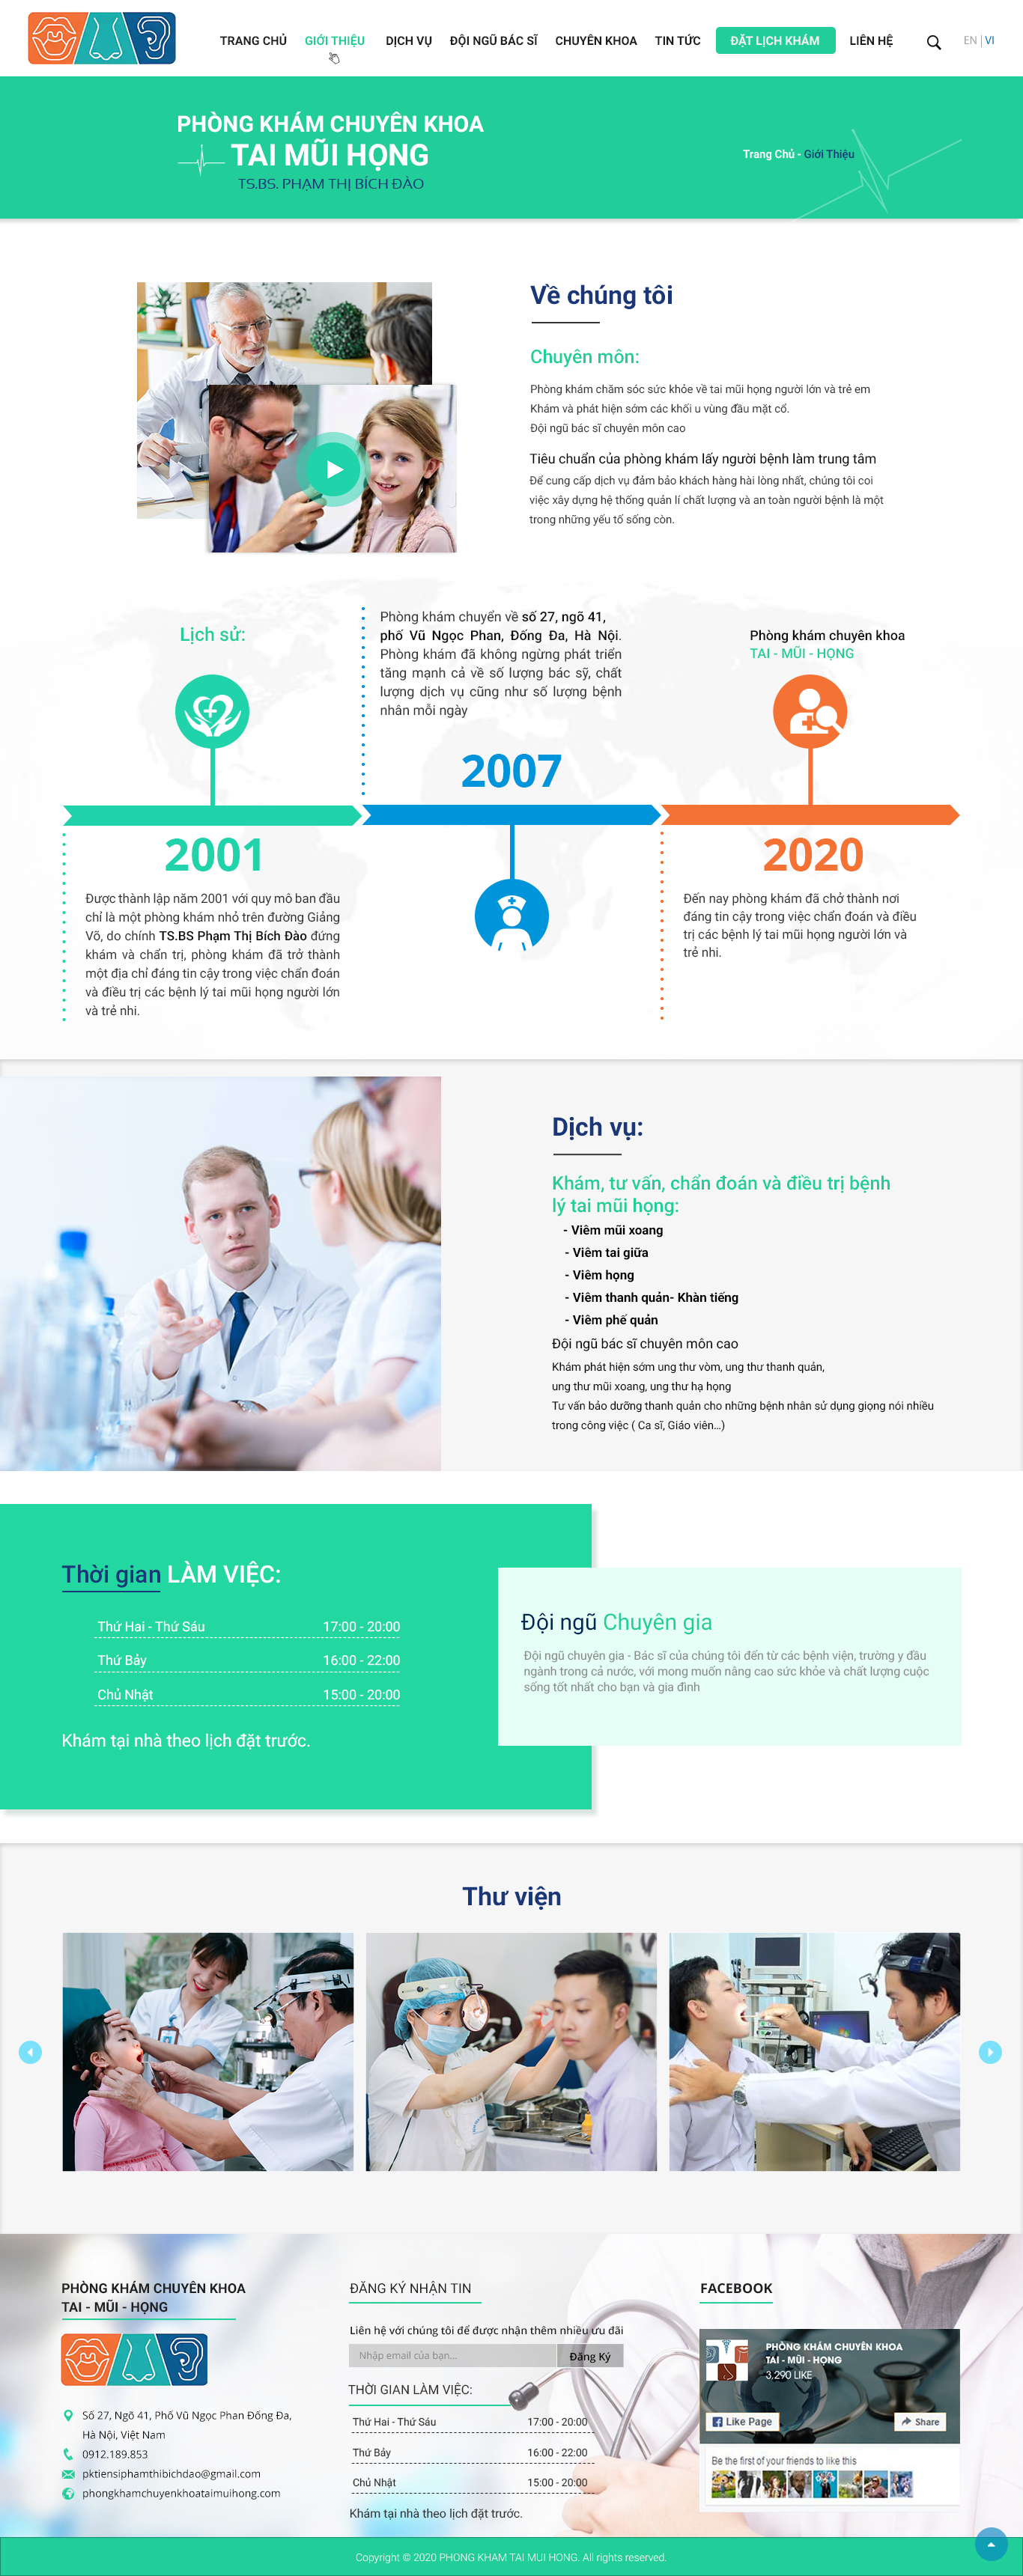 TRANG CHỦ GIỚI THIỆU DỊCH VỤ ĐỘI NGŨ BÁC SĨ CHUYÊN KHOA TIN TỨC ĐẶT LỊCH KHÁM LIÊN HỆ EN | VI
PHÒNG KHÁM CHUYÊN KHOA
TAI MŨI HỌNG
TS.BS. PHẠM THỊ BÍCH ĐÀO
Trang Chủ - Giới Thiệu
Về chúng tôi
Chuyên môn:
Phòng khám chăm sóc sức khỏe về tai mũi họng người lớn và trẻ em
Khám và phát hiện sớm các khối u vùng đầu mặt cổ.
Đội ngũ bác sĩ chuyên môn cao
Tiêu chuẩn của phòng khám lấy người bệnh làm trung tâm
Để cung cấp dịch vụ đảm bảo khách hàng hài lòng nhất, chúng tôi coi
việc xây dựng hệ thống quản lí chất lượng và an toàn người bệnh là một
trong những yếu tố sống còn.
Lịch sử:
Phòng khám chuyển về số 27, ngõ 41,
phố Vũ Ngọc Phan, Đống Đa, Hà Nội.
Phòng khám đã không ngừng phát triển
tăng mạnh cả về số lượng bác sỹ, chất
lượng dịch vụ cũng như số lượng bệnh
nhân mỗi ngày
Phòng khám chuyên khoa
TAI - MŨI - HỌNG
2007
2001
2020
Được thành lập năm 2001 với quy mô ban đầu
chỉ là một phòng khám nhỏ trên đường Giảng
Võ, do chính TS.BS Phạm Thị Bích Đào đứng
khám và chẩn trị, phòng khám đã trở thành
một địa chỉ đáng tin cậy trong việc chẩn đoán
và điều trị các bệnh lý tai mũi họng người lớn
và trẻ nhi.
Đến nay phòng khám đã chở thành nơi
đáng tin cậy trong việc chẩn đoán và điều
trị các bệnh lý tai mũi họng người lớn và
trẻ nhi.
Dịch vụ:
Khám, tư vấn, chẩn đoán và điều trị bệnh
lý tai mũi họng:
- Viêm mũi xoang
- Viêm tai giữa
- Viêm họng
- Viêm thanh quản- Khàn tiếng
- Viêm phế quản
Đội ngũ bác sĩ chuyên môn cao
Khám phát hiện sớm ung thư vòm, ung thư thanh quản,
ung thư mũi xoang, ung thư hạ họng
Tư vấn bảo dưỡng thanh quản cho những bệnh nhân sử dụng giọng nói nhiều
trong công việc ( Ca sĩ, Giáo viên...)
Thời gian LÀM VIỆC:
Thứ Hai - Thứ Sáu 17:00 - 20:00
Thứ Bảy 16:00 - 22:00
Chủ Nhật 15:00 - 20:00
Khám tại nhà theo lịch đặt trước.
Đội ngũ Chuyên gia
Đội ngũ chuyên gia - Bác sĩ của chúng tôi đến từ các bệnh viện, trường y đầu
ngành trong cả nước, với mong muốn nâng cao sức khỏe và chất lượng cuộc
sống tốt nhất cho bạn và gia đình
Thư viện
PHÒNG KHÁM CHUYÊN KHOA
TAI - MŨI - HỌNG
Số 27, Ngõ 41, Phố Vũ Ngọc Phan Đống Đa,
Hà Nội, Việt Nam
0912.189.853
pktiensiphamthibichdao@gmail.com
phongkhamchuyenkhoataimuihong.com
ĐĂNG KÝ NHẬN TIN
Liên hệ với chúng tôi để được nhận thêm nhiều ưu đãi
Nhập email của bạn... Đăng Ký
THỜI GIAN LÀM VIỆC:
Thứ Hai - Thứ Sáu 17:00 - 20:00
Thứ Bảy 16:00 - 22:00
Chủ Nhật 15:00 - 20:00
Khám tại nhà theo lịch đặt trước.
FACEBOOK
PHÒNG KHÁM CHUYÊN KHOA
TAI - MŨI - HỌNG
3,290 LIKE
Like Page Share
Be the first of your friends to like this
Copyright © 2020 PHONG KHAM TAI MUI HONG. All rights reserved.